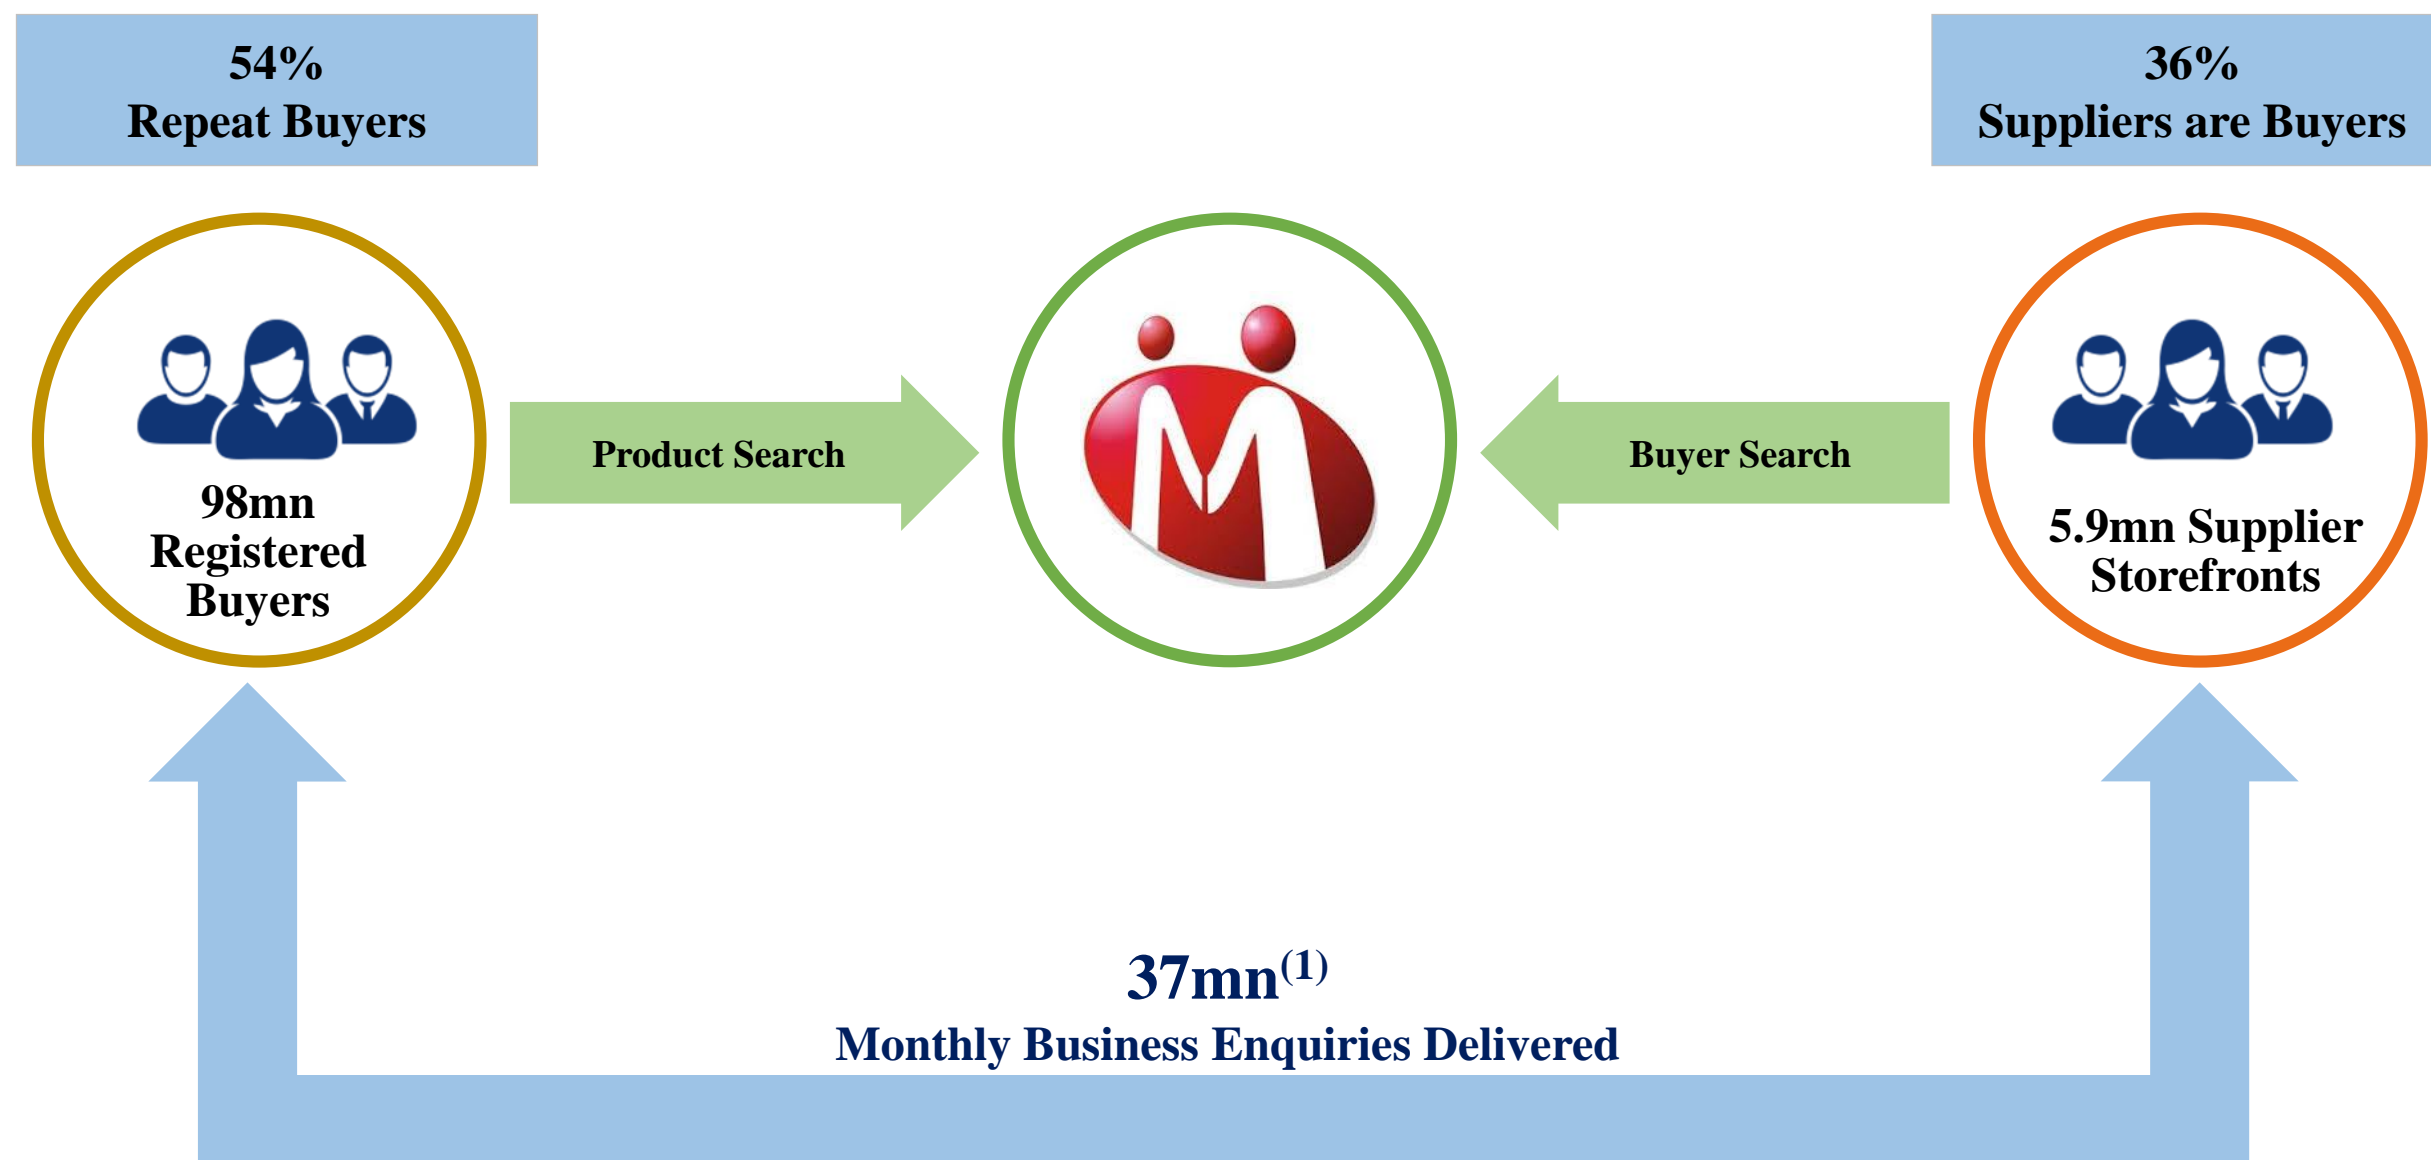 54%
Repeat Buyers
36%
Suppliers are Buyers
98mn
Registered
Buyers
Product Search
Buyer Search
5.9mn Supplier
Storefronts
37mn(1)
Monthly Business Enquiries Delivered